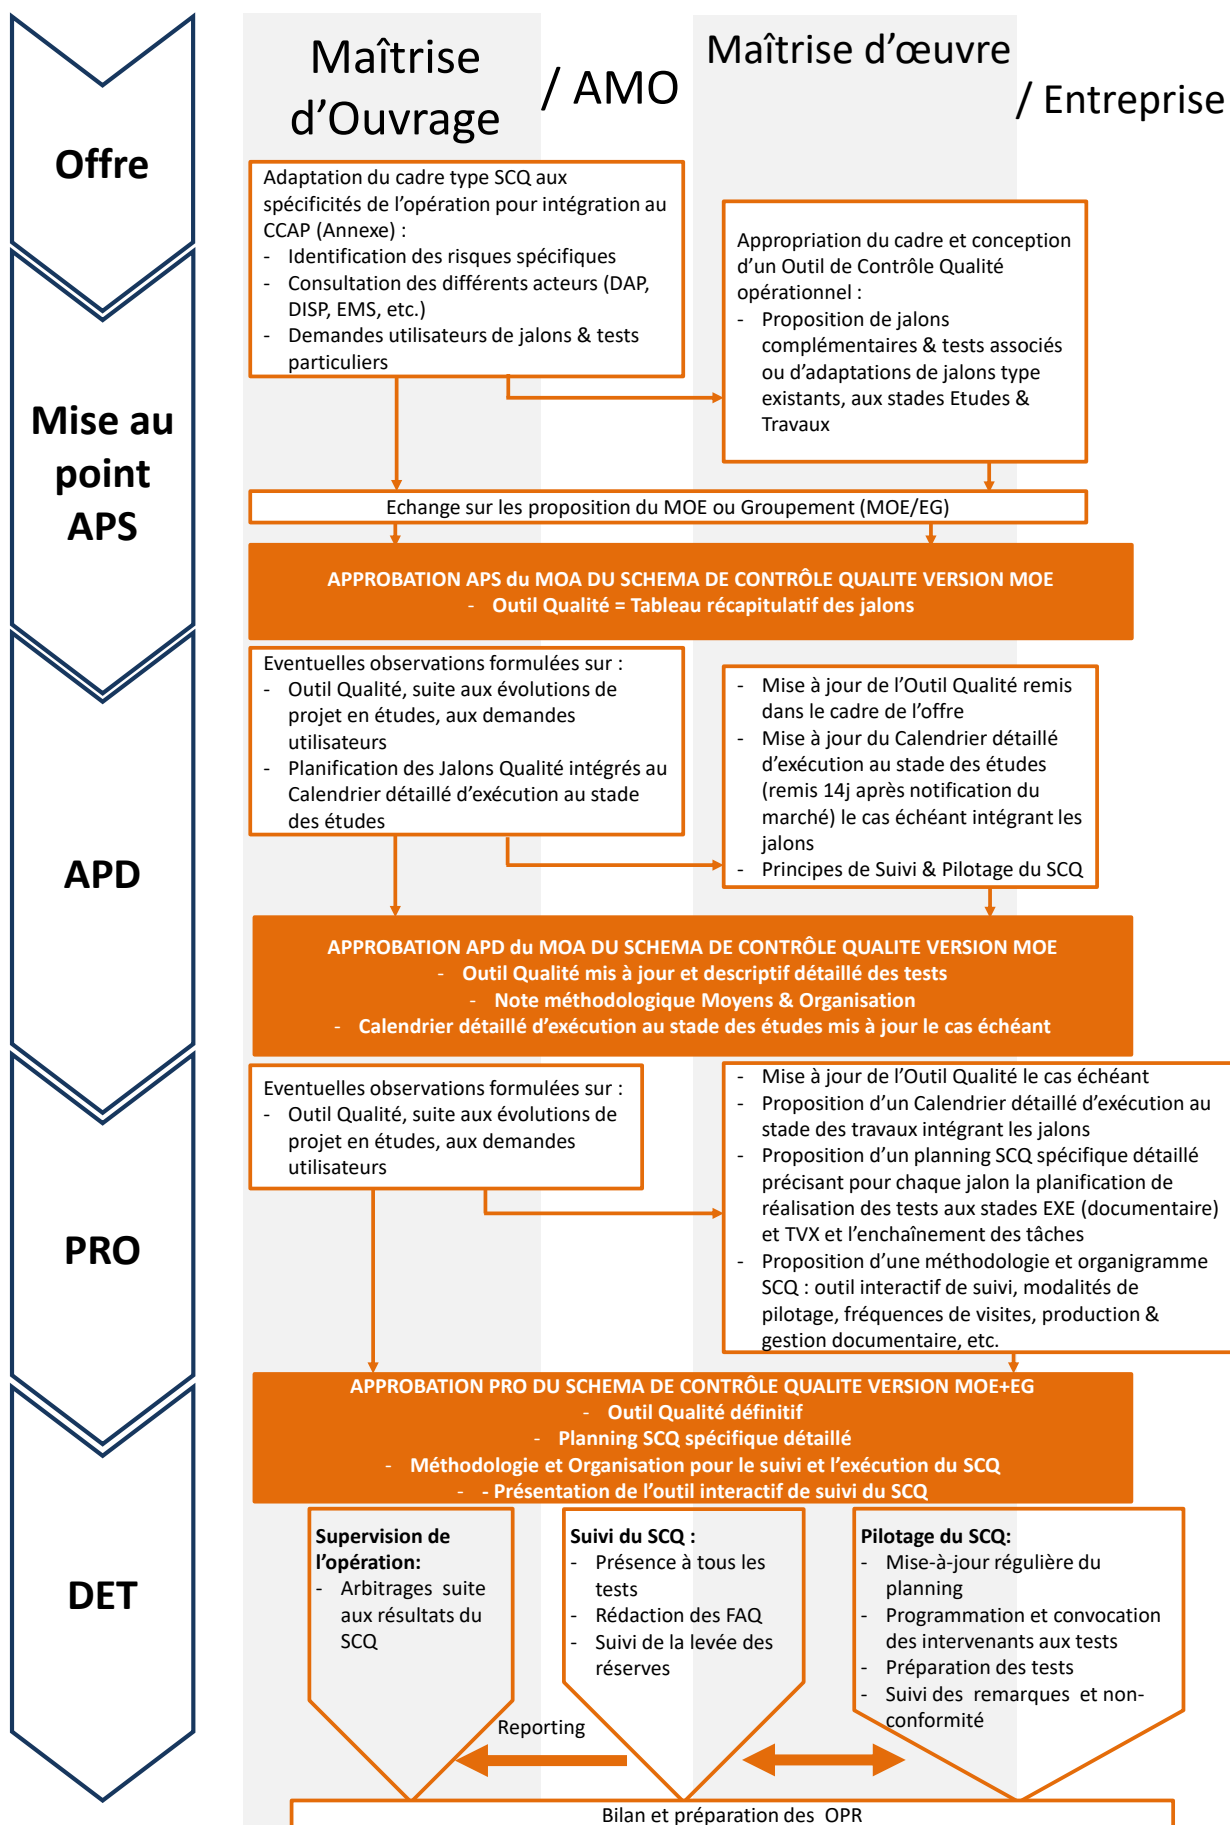 Maîtrise
d'Ouvrage
/ AMO
Maîtrise d'œuvre
/ Entreprise
Offre
Adaptation du cadre type SCQ aux
spécificités de l'opération pour intégration au
CCAP (Annexe) :
- Identification des risques spécifiques
- Consultation des différents acteurs (DAP,
DISP, EMS, etc.)
- Demandes utilisateurs de jalons & tests
particuliers
Appropriation du cadre et conception
d'un Outil de Contrôle Qualité
opérationnel :
- Proposition de jalons
complémentaires & tests associés
ou d'adaptations de jalons type
existants, aux stades Etudes &
Travaux
Mise au
point
APS
Echange sur les proposition du MOE ou Groupement (MOE/EG)
APPROBATION APS du MOA DU SCHEMA DE CONTRÔLE QUALITE VERSION MOE
- Outil Qualité = Tableau récapitulatif des jalons
Eventuelles observations formulées sur :
- Outil Qualité, suite aux évolutions de
projet en études, aux demandes
utilisateurs
- Planification des Jalons Qualité intégrés au
Calendrier détaillé d'exécution au stade
des études
- Mise à jour de l'Outil Qualité remis
dans le cadre de l'offre
- Mise à jour du Calendrier détaillé
d'exécution au stade des études
(remis 14j après notification du
marché) le cas échéant intégrant les
jalons
- Principes de Suivi & Pilotage du SCQ
APD
APPROBATION APD du MOA DU SCHEMA DE CONTRÔLE QUALITE VERSION MOE
- Outil Qualité mis à jour et descriptif détaillé des tests
- Note méthodologique Moyens & Organisation
- Calendrier détaillé d'exécution au stade des études mis à jour le cas échéant
Eventuelles observations formulées sur :
- Outil Qualité, suite aux évolutions de
projet en études, aux demandes
utilisateurs
- Mise à jour de l'Outil Qualité le cas échéant
- Proposition d'un Calendrier détaillé d'exécution au
stade des travaux intégrant les jalons
- Proposition d'un planning SCQ spécifique détaillé
précisant pour chaque jalon la planification de
réalisation des tests aux stades EXE (documentaire)
et TVX et l'enchaînement des tâches
- Proposition d'une méthodologie et organigramme
SCQ : outil interactif de suivi, modalités de
pilotage, fréquences de visites, production &
gestion documentaire, etc.
PRO
APPROBATION PRO DU SCHEMA DE CONTRÔLE QUALITE VERSION MOE+EG
- Outil Qualité définitif
- Planning SCQ spécifique détaillé
- Méthodologie et Organisation pour le suivi et l'exécution du SCQ
- - Présentation de l'outil interactif de suivi du SCQ
DET
Supervision de
l'opération:
- Arbitrages suite
aux résultats du
SCQ
Suivi du SCQ :
- Présence à tous les
tests
- Rédaction des FAQ
- Suivi de la levée des
réserves
Pilotage du SCQ:
- Mise-à-jour régulière du
planning
- Programmation et convocation
des intervenants aux tests
- Préparation des tests
- Suivi des remarques et non-
conformité
Reporting
Bilan et préparation des OPR